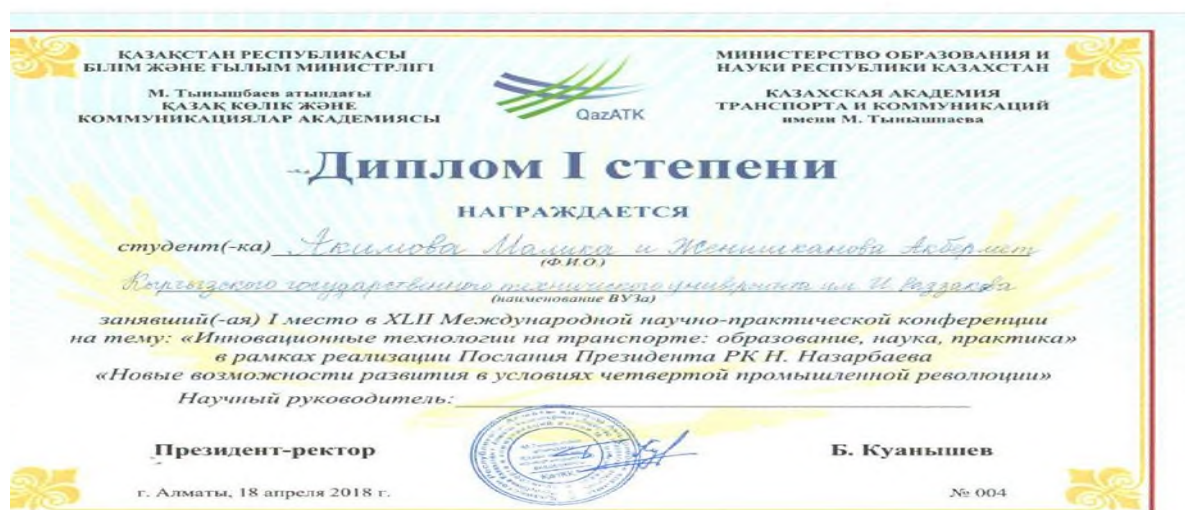 ҚАЗАҚСТАН РЕСПУБЛИКАСЫ
БІЛІМ ЖӘНЕ ҒЫЛЫМ МИНИСТРЛІГІ
М. Тынышбаев атындағы
ҚАЗАҚ КӨЛІК ЖӘНЕ
КОММУНИКАЦИЯЛАР АКАДЕМИЯСЫ
QazATK
МИНИСТЕРСТВО ОБРАЗОВАНИЯ И
НАУКИ РЕСПУБЛИКИ КАЗАХСТАН
КАЗАХСКАЯ АКАДЕМИЯ
ТРАНСПОРТА И КОММУНИКАЦИЙ
имени М. Тынышпаева
Диплом I степени
НАГРАЖДАЕТСЯ
студент(-ка) Акимова Малика и Женишканова Акбермет
(Ф.И.О.)
Кыргызского государственного технического университета им. И. Раззакова
(наименование ВУЗа)
занявший(-ая) I место в XLII Международной научно-практической конференции
на тему: «Инновационные технологии на транспорте: образование, наука, практика»
в рамках реализации Послания Президента РК Н. Назарбаева
«Новые возможности развития в условиях четвертой промышленной революции»
Научный руководитель:
Президент-ректор
Б. Куанышев
г. Алматы, 18 апреля 2018 г.
№ 004